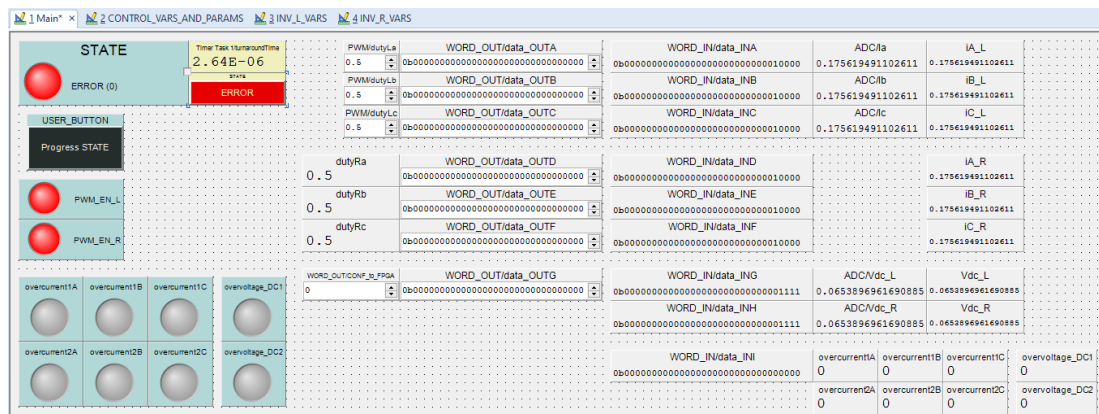 1 Main* × 2 CONTROL_VARS_AND_PARAMS 3 INV_L_VARS 4 INV_R_VARS
STATE
ERROR (0)
Timer Task 1/turnaroundTime
2.64E-06
STATE
ERROR
USER_BUTTON
Progress STATE
PWM_EN_L
PWM_EN_R
overcurrent1A overcurrent1B overcurrent1C overvoltage_DC1
overcurrent2A overcurrent2B overcurrent2C overvoltage_DC2
PWM/dutyLa WORD_OUT/data_OUTA WORD_IN/data_INA ADC/Ia iA_L
0.5 0b00000000000000000000000000000000 0b00000000000000000000000000010000 0.175619491102611 0.175619491102611
PWM/dutyLb WORD_OUT/data_OUTB WORD_IN/data_INB ADC/Ib iB_L
0.5 0b00000000000000000000000000000000 0b00000000000000000000000000010000 0.175619491102611 0.175619491102611
PWM/dutyLc WORD_OUT/data_OUTC WORD_IN/data_INC ADC/Ic iC_L
0.5 0b00000000000000000000000000000000 0b00000000000000000000000000010000 0.175619491102611 0.175619491102611
dutyRa WORD_OUT/data_OUTD WORD_IN/data_IND iA_R
0.5 0b00000000000000000000000000000000 0b00000000000000000000000000010000 0.175619491102611
dutyRb WORD_OUT/data_OUTE WORD_IN/data_INE iB_R
0.5 0b00000000000000000000000000000000 0b00000000000000000000000000010000 0.175619491102611
dutyRc WORD_OUT/data_OUTF WORD_IN/data_INF iC_R
0.5 0b00000000000000000000000000000000 0b00000000000000000000000000010000 0.175619491102611
WORD_OUT/CONF_to_FPGA WORD_OUT/data_OUTG WORD_IN/data_ING ADC/Vdc_L Vdc_L
0 0b00000000000000000000000000000000 0b00000000000000000000000000001111 0.0653896961690885 0.0653896961690885
WORD_IN/data_INH ADC/Vdc_R Vdc_R
0b00000000000000000000000000001111 0.0653896961690885 0.0653896961690885
WORD_IN/data_INI overcurrent1A overcurrent1B overcurrent1C overvoltage_DC1
0b00000000000000000000000000000000 0 0 0 0
overcurrent2A overcurrent2B overcurrent2C overvoltage_DC2
0 0 0 0